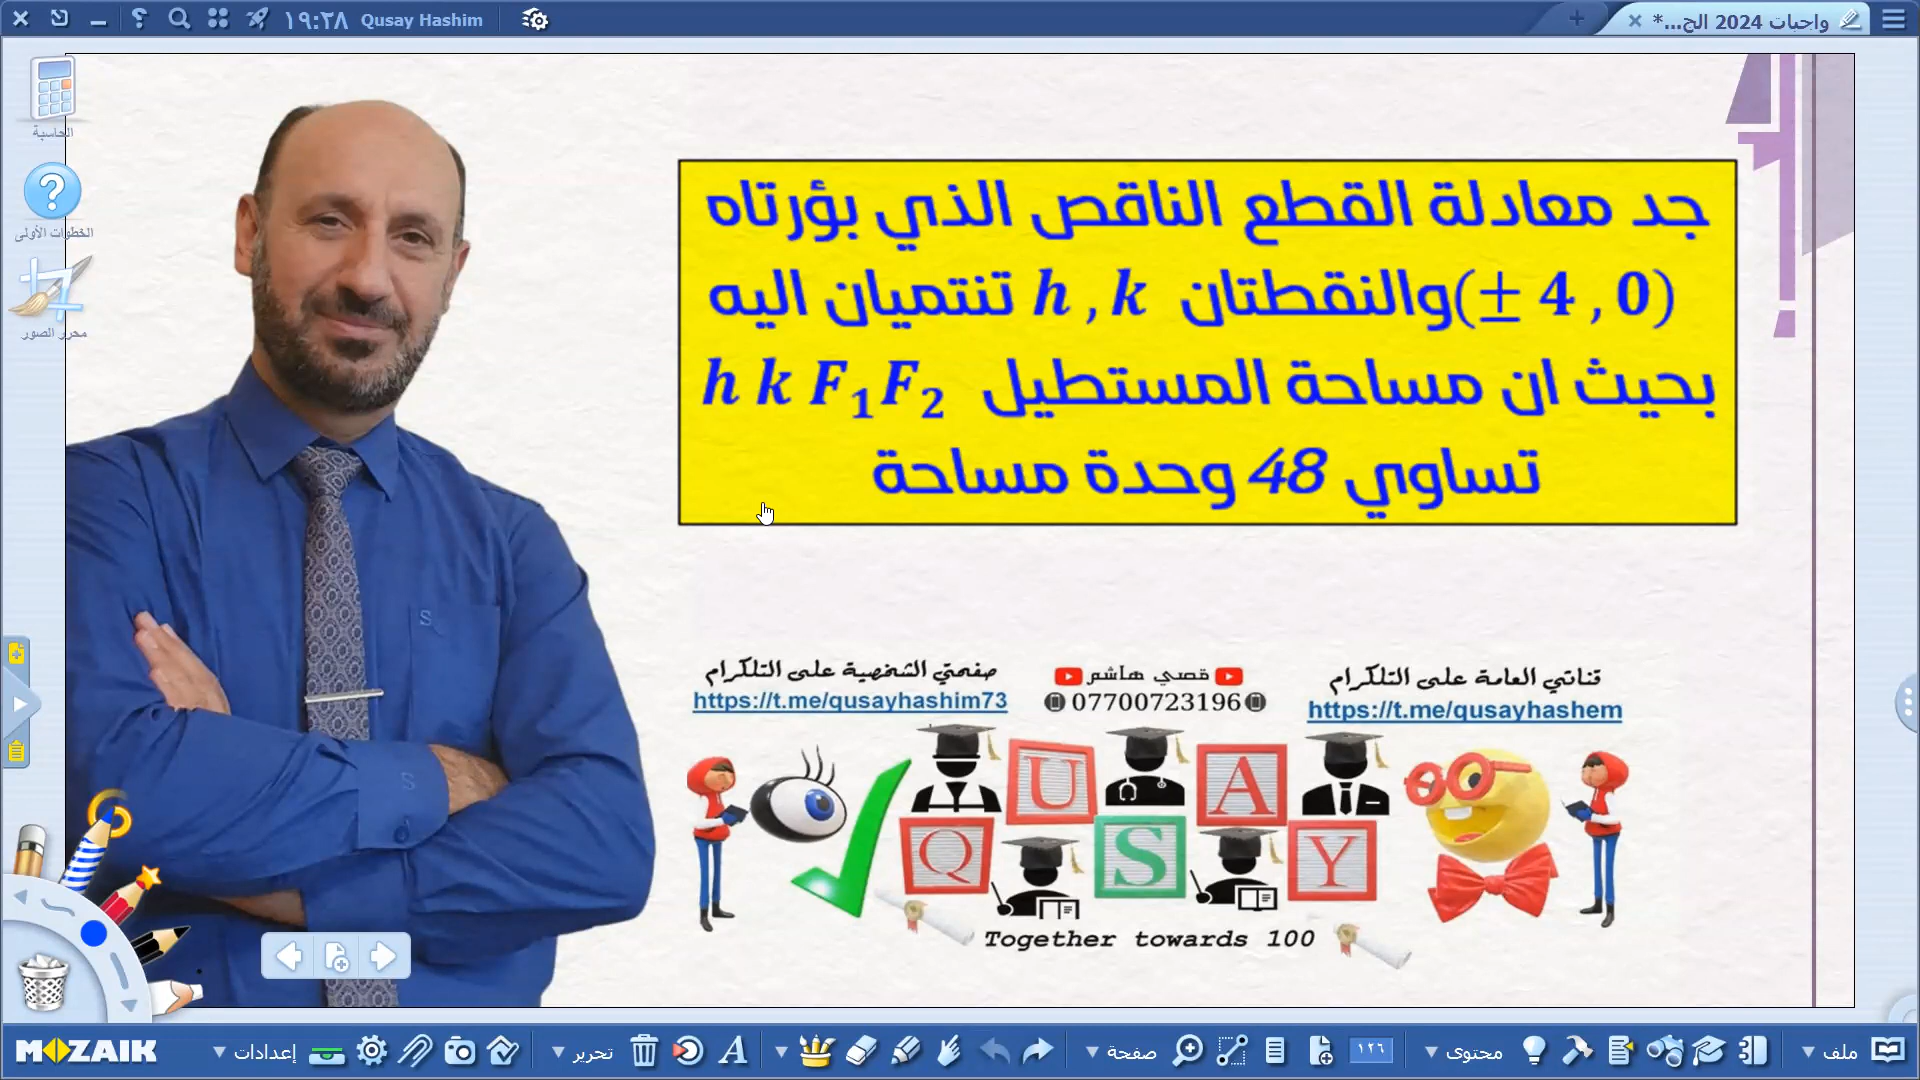 واجبات 2024 الج...*
Qusay Hashim
١٩:٢٨
الحاسبة
الخطوات الأولى
محرر الصور
جد معادلة القطع الناقص الذي بؤرتاه
(± 4 , 0) والنقطتان h , k تنتميان اليه
بحيث ان مساحة المستطيل h k F₁F₂
تساوي 48 وحدة مساحة
قناتي العامة على التلكرام
https://t.me/qusayhashem
قصي هاشم
07700723196
صفحتي الشخصية على التلكرام
https://t.me/qusayhashim73
U A
Q S Y
Together towards 100
ملف
محتوى
١٢٦
صفحة
A
تحرير
إعدادات
MOZAIK